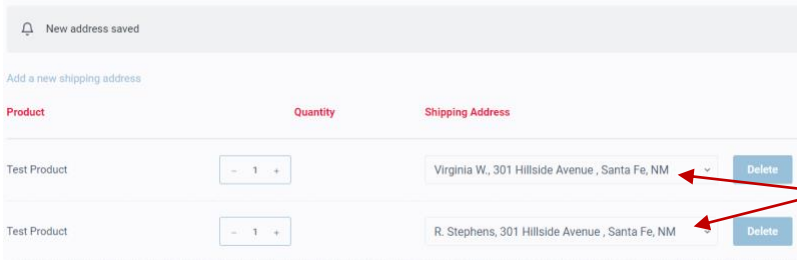 New address saved
Add a new shipping address
Product Quantity Shipping Address
Test Product - 1 + Virginia W., 301 Hillside Avenue , Santa Fe, NM Delete
Test Product - 1 + R. Stephens, 301 Hillside Avenue , Santa Fe, NM Delete